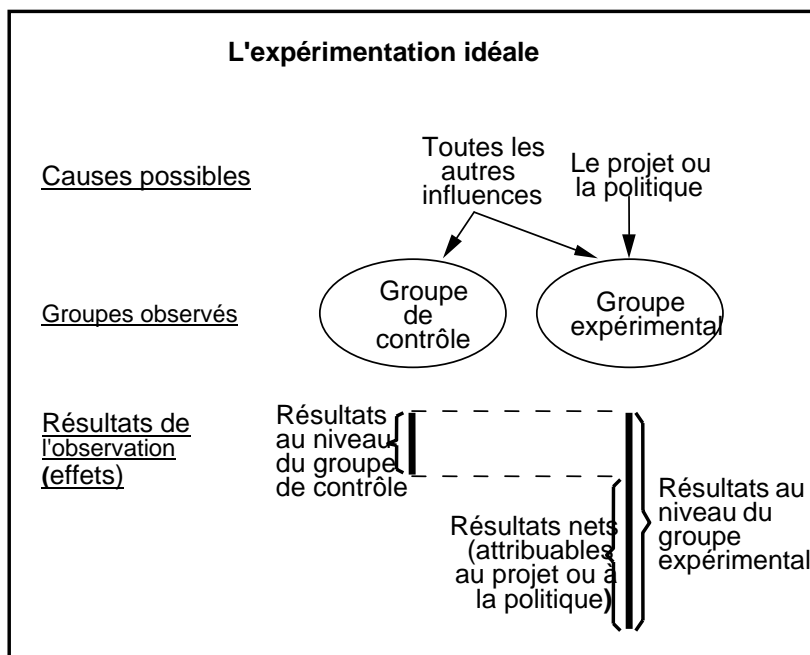 L'expérimentation idéale
Causes possibles
Toutes les
autres
influences
Le projet ou
la politique
Groupes observés
Groupe
de
contrôle
Groupe
expérimental
Résultats de
l'observation
(effets)
Résultats
au niveau
du groupe
de contrôle
Résultats nets
(attribuables
au projet ou à
la politique)
Résultats au
niveau du
groupe
expérimental